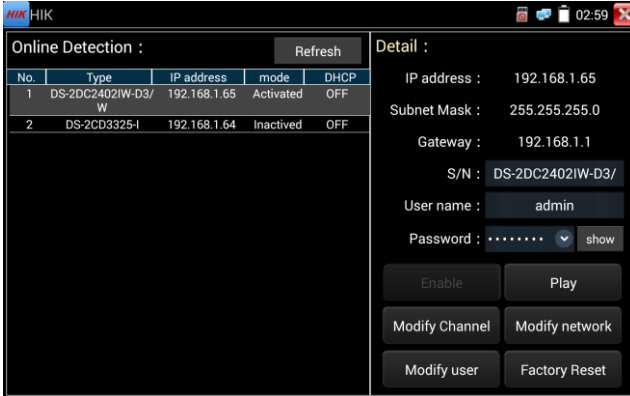 HIK HIK 02:59
Online Detection : Refresh
No. Type IP address mode DHCP
1 DS-2DC2402IW-D3/W 192.168.1.65 Activated OFF
2 DS-2CD3325-I 192.168.1.64 Inactived OFF
Detail :
IP address : 192.168.1.65
Subnet Mask : 255.255.255.0
Gateway : 192.168.1.1
S/N : DS-2DC2402IW-D3/
User name : admin
Password : •••••••• show
Enable Play
Modify Channel Modify network
Modify user Factory Reset